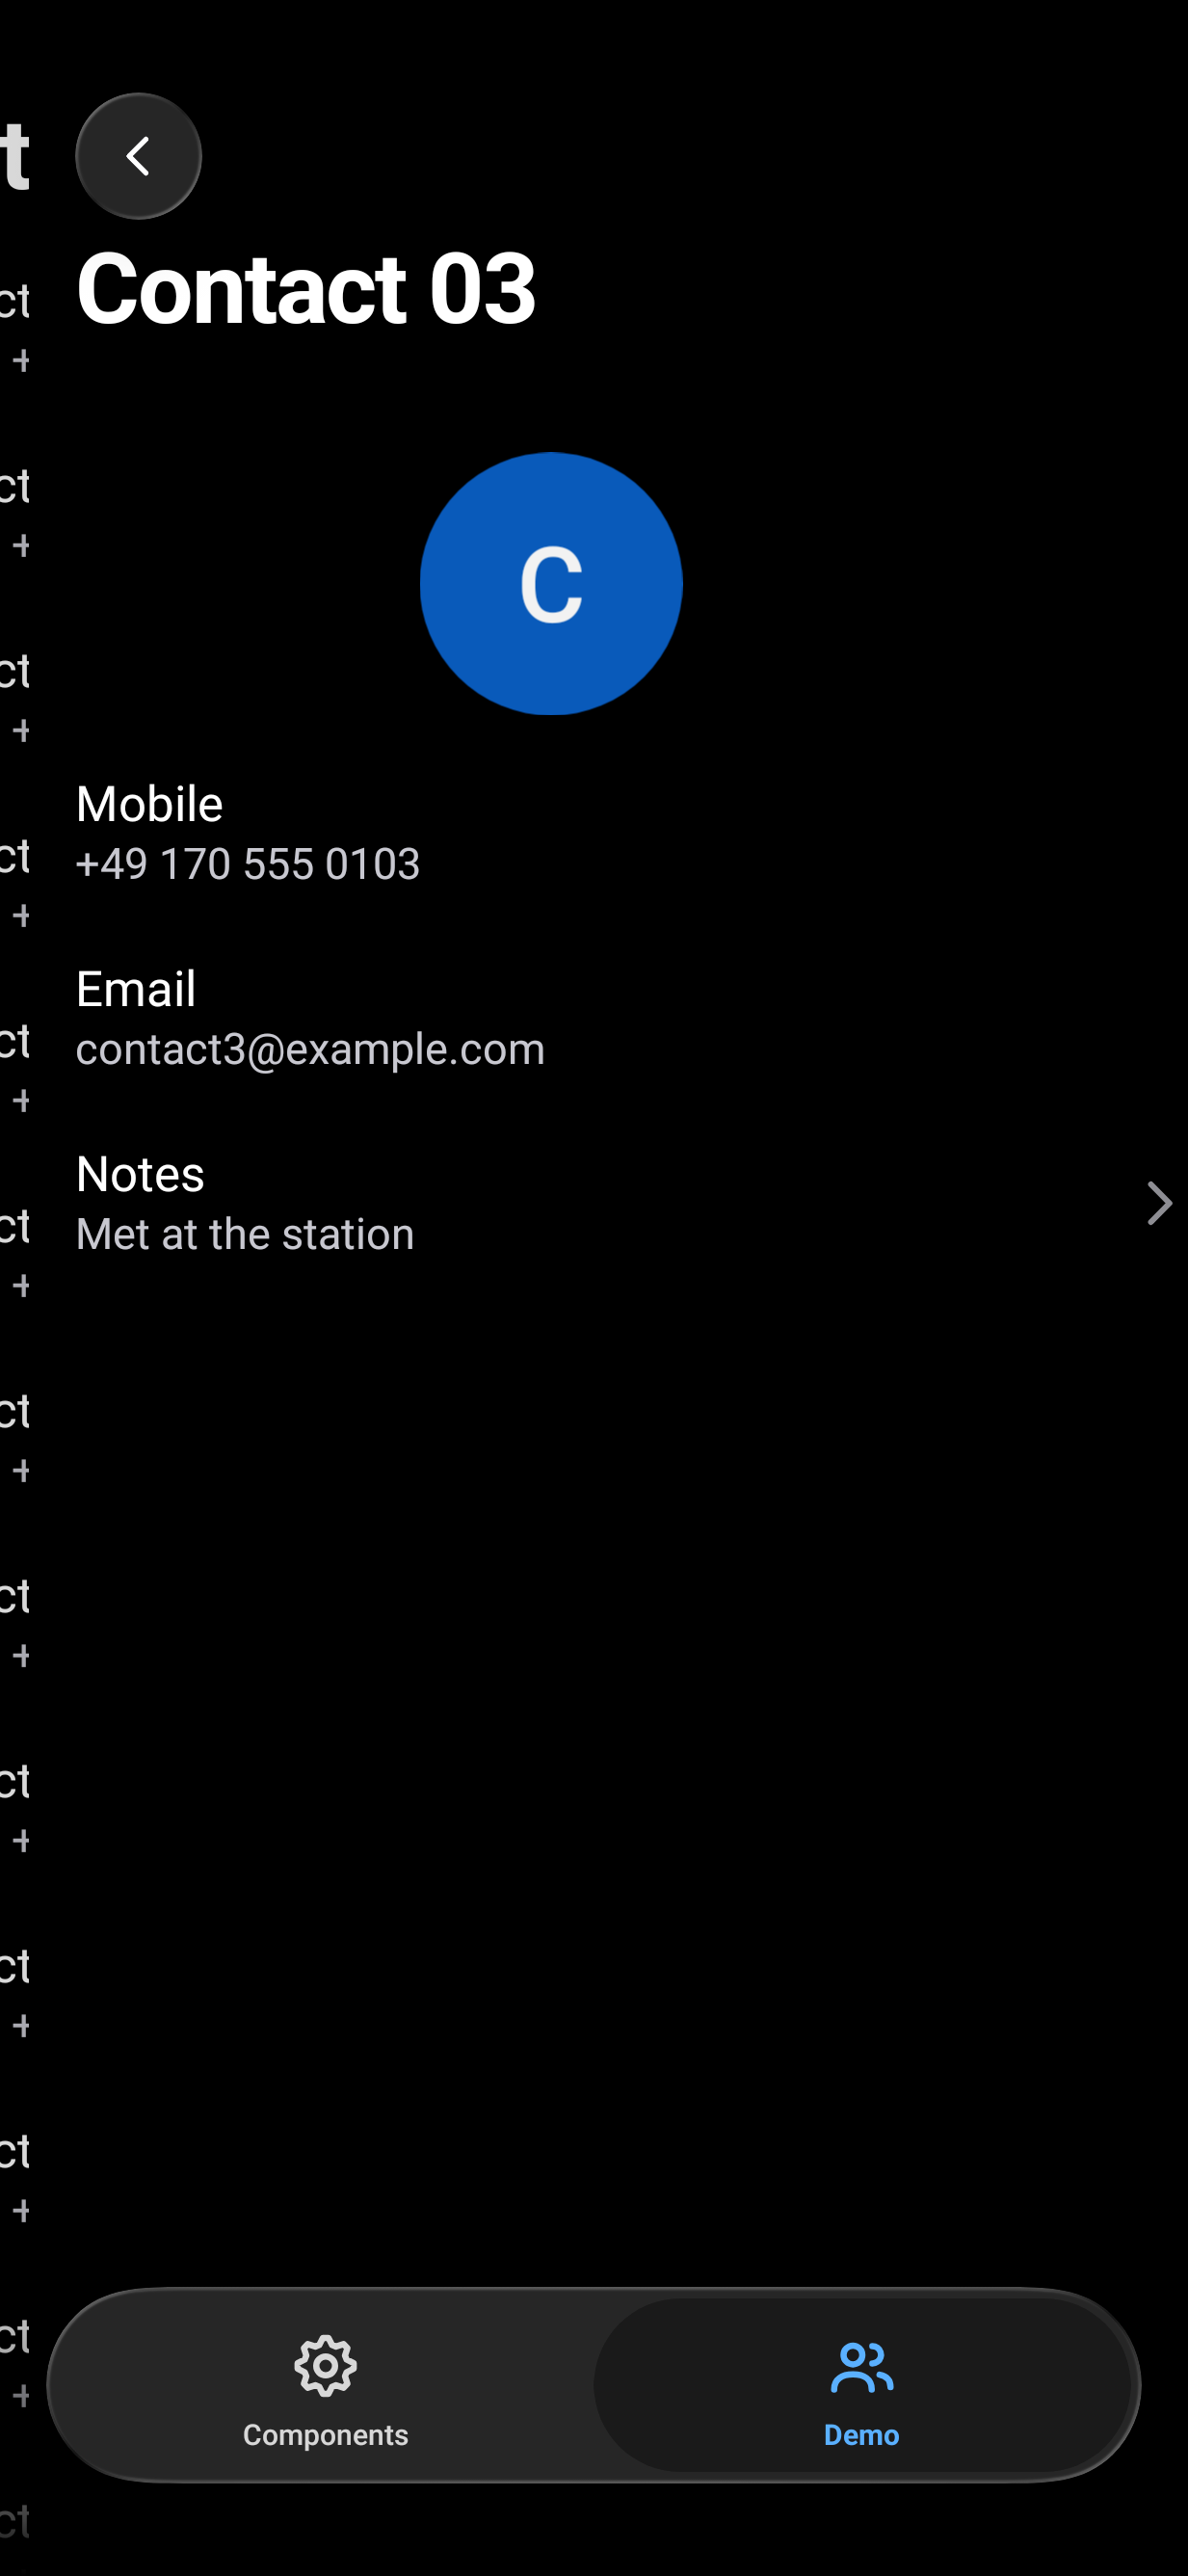 Contact 03
C
Mobile
+49 170 555 0103
Email
contact3@example.com
Notes
Met at the station
Components
Demo